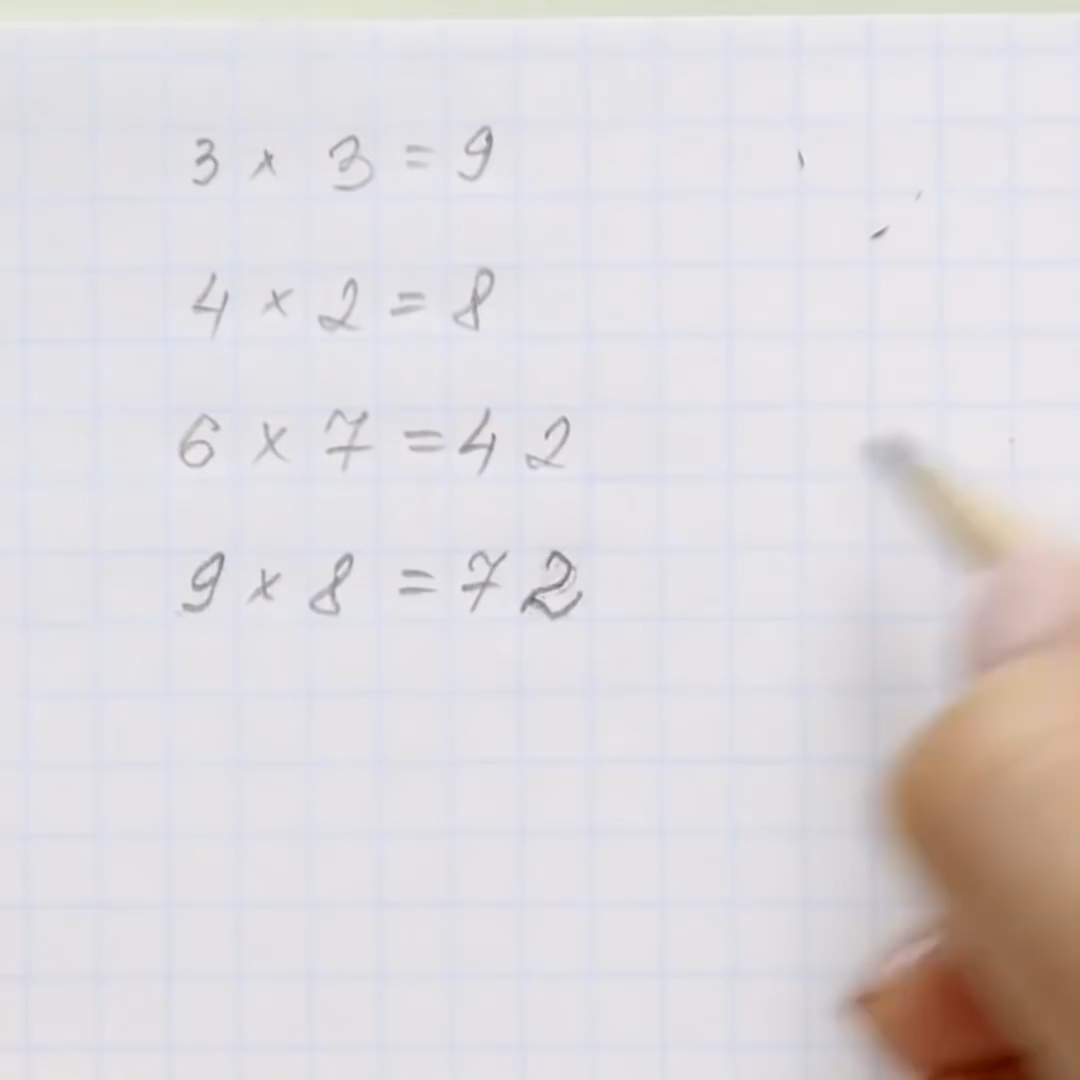 3 × 3 = 9
4 × 2 = 8
6 × 7 = 42
9 × 8 = 72